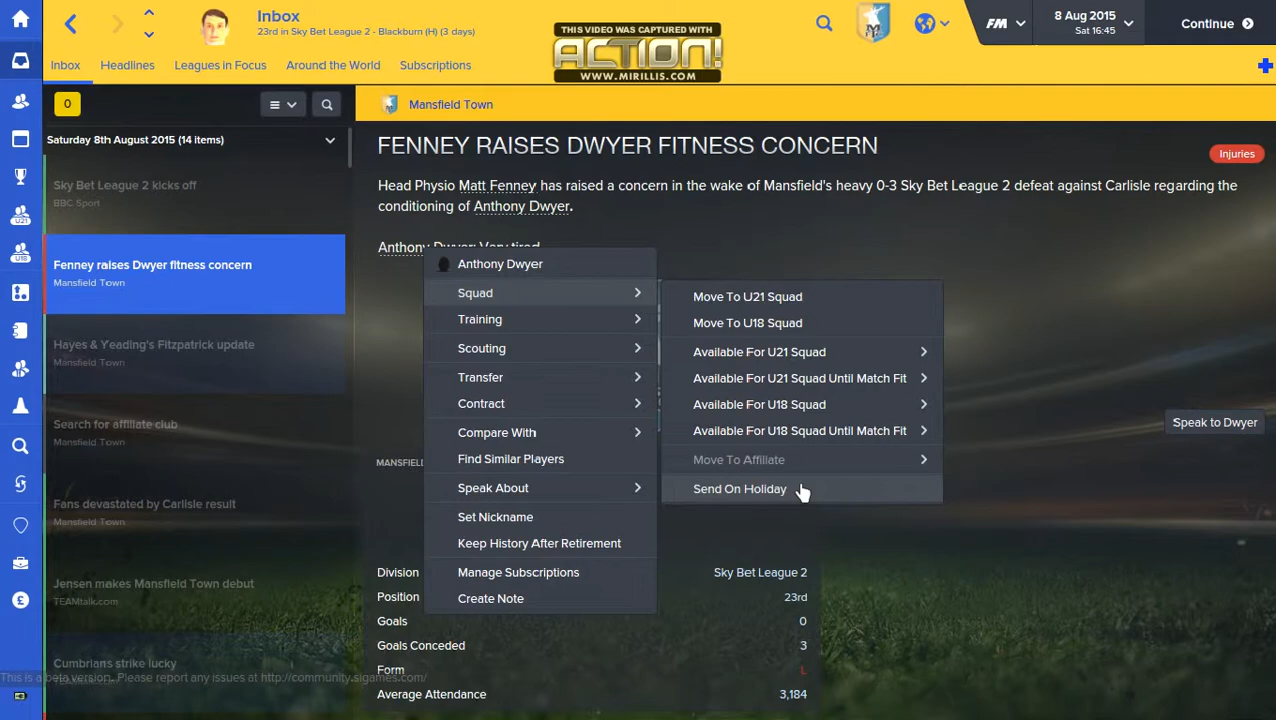 Inbox
23rd in Sky Bet League 2 - Blackburn (H) (3 days)
THIS VIDEO WAS CAPTURED WITH
ACTION!
WWW.MIRILLIS.COM
FM
8 Aug 2015
Sat 16:45
Continue
Inbox
Headlines
Leagues in Focus
Around the World
Subscriptions
0
Mansfield Town
Saturday 8th August 2015 (14 items)
Sky Bet League 2 kicks off
BBC Sport
Fenney raises Dwyer fitness concern
Mansfield Town
Hayes & Yeading's Fitzpatrick update
Mansfield Town
Search for affiliate club
Mansfield Town
Fans devastated by Carlisle result
Mansfield Town
Jensen makes Mansfield Town debut
TEAMtalk.com
Cumbrians strike lucky
TEAMtalk.com
This is a beta version. Please report any issues at http://community.sigames.com/
U21
U18
FENNEY RAISES DWYER FITNESS CONCERN
Injuries
Head Physio Matt Fenney has raised a concern in the wake of Mansfield's heavy 0-3 Sky Bet League 2 defeat against Carlisle regarding the
conditioning of Anthony Dwyer.
Anthony Dwyer: Very tired
Anthony Dwyer
Squad
Training
Scouting
Transfer
Contract
Compare With
Find Similar Players
Speak About
Set Nickname
Keep History After Retirement
Manage Subscriptions
Create Note
Move To U21 Squad
Move To U18 Squad
Available For U21 Squad
Available For U21 Squad Until Match Fit
Available For U18 Squad
Available For U18 Squad Until Match Fit
Move To Affiliate
Send On Holiday
Speak to Dwyer
MANSFIELD
Division Sky Bet League 2
Position 23rd
Goals 0
Goals Conceded 3
Form L
Average Attendance 3,184